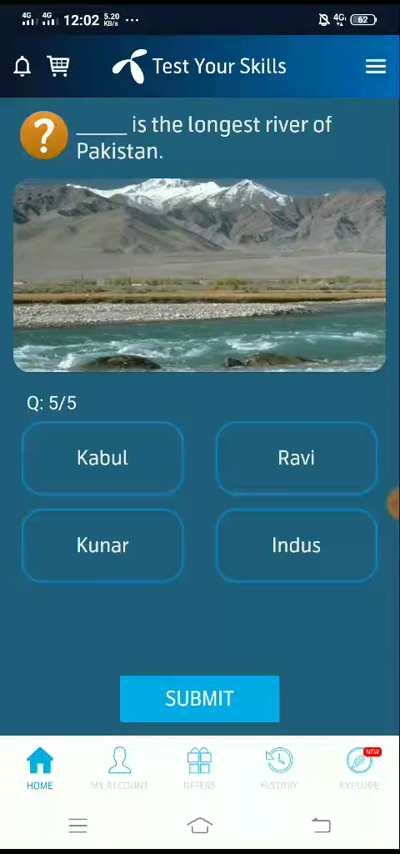 4G 4G 12:02 5.20 KB/s ... 4G 62
Test Your Skills
? _____ is the longest river of
Pakistan.
Q: 5/5
Kabul Ravi
Kunar Indus
SUBMIT
NEW
HOME MY ACCOUNT OFFERS HISTORY EXPLORE